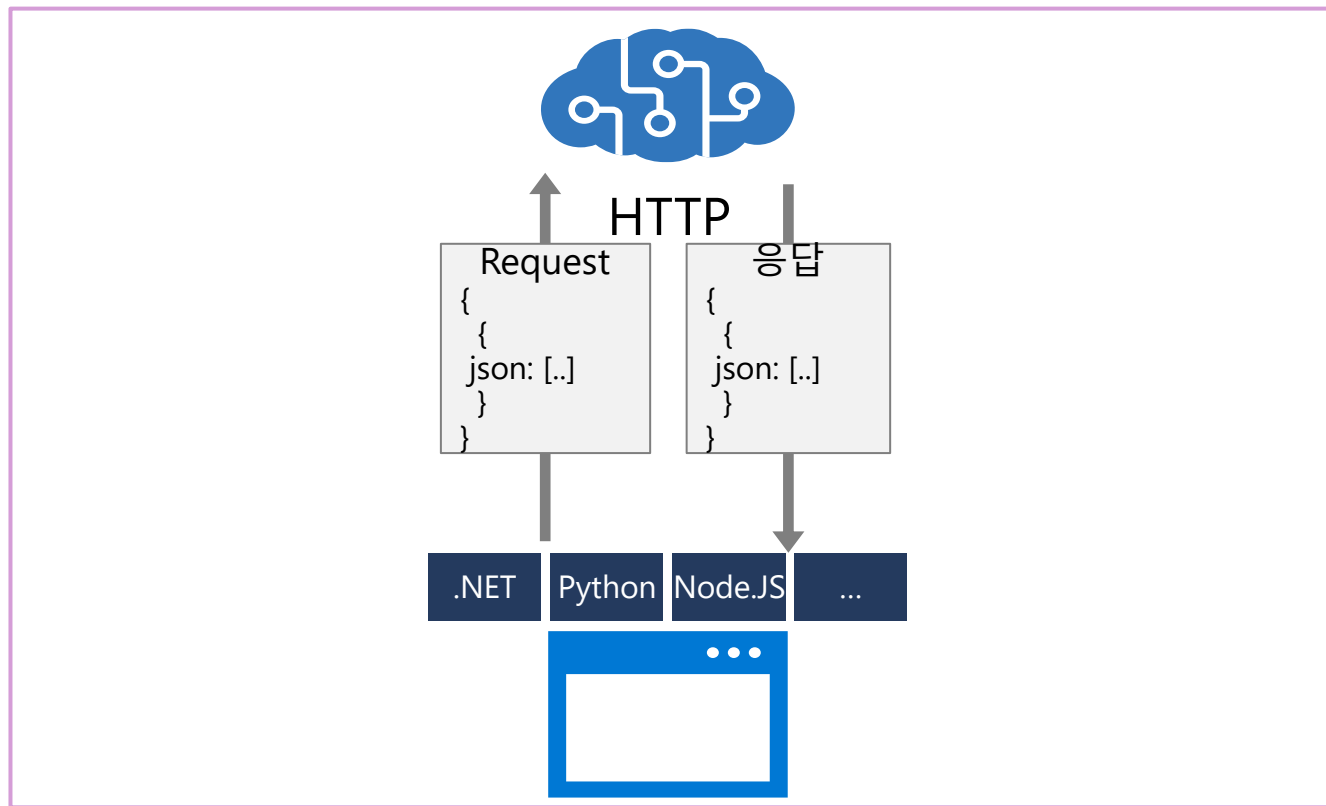 HTTP
Request
{
{
json: [..]
}
}
응답
{
{
json: [..]
}
}
.NET
Python
Node.JS
...